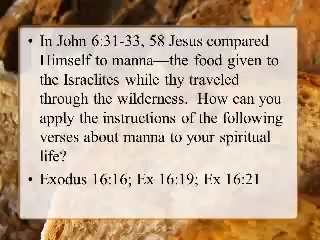 • In John 6:31-33, 58 Jesus compared
Himself to manna—the food given to
the Israelites while thy traveled
through the wilderness.  How can you
apply the instructions of the following
verses about manna to your spiritual
life?
• Exodus 16:16; Ex 16:19; Ex 16:21